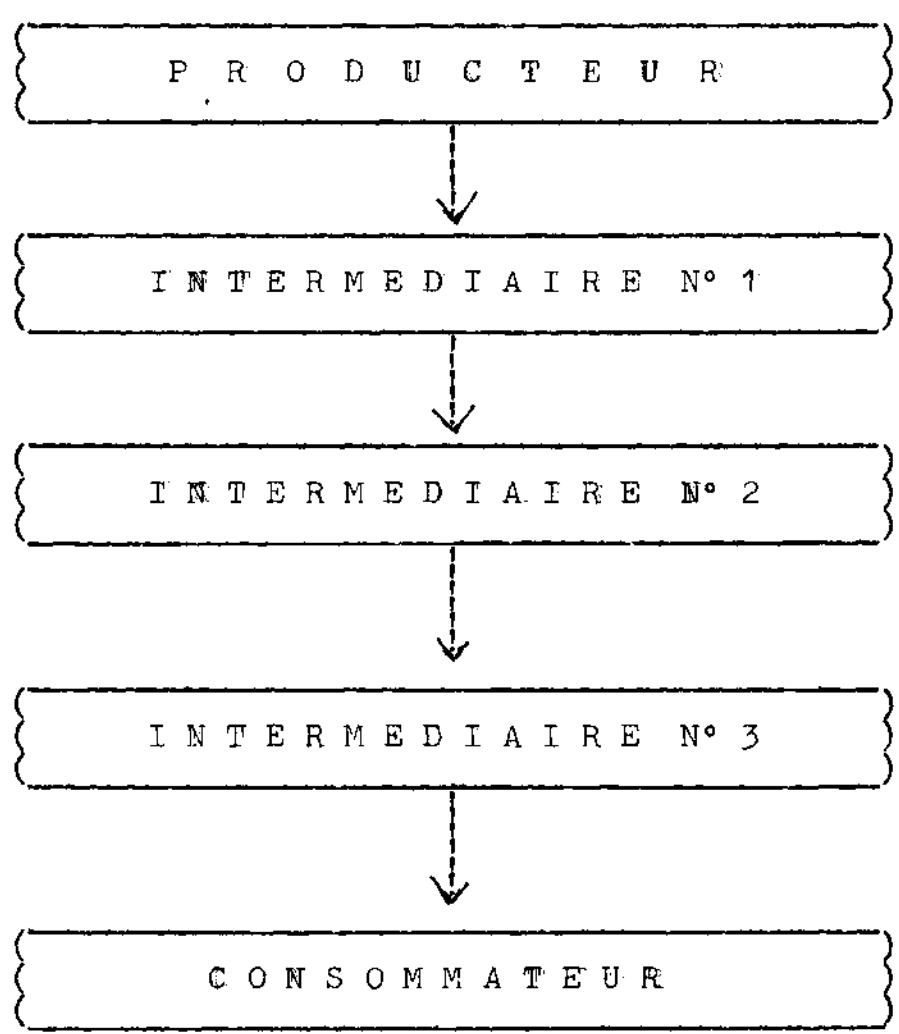 PRODUCTEUR
INTERMEDIAIRE N° 1
INTERMEDIAIRE N° 2
INTERMEDIAIRE N° 3
CONSOMMATEUR